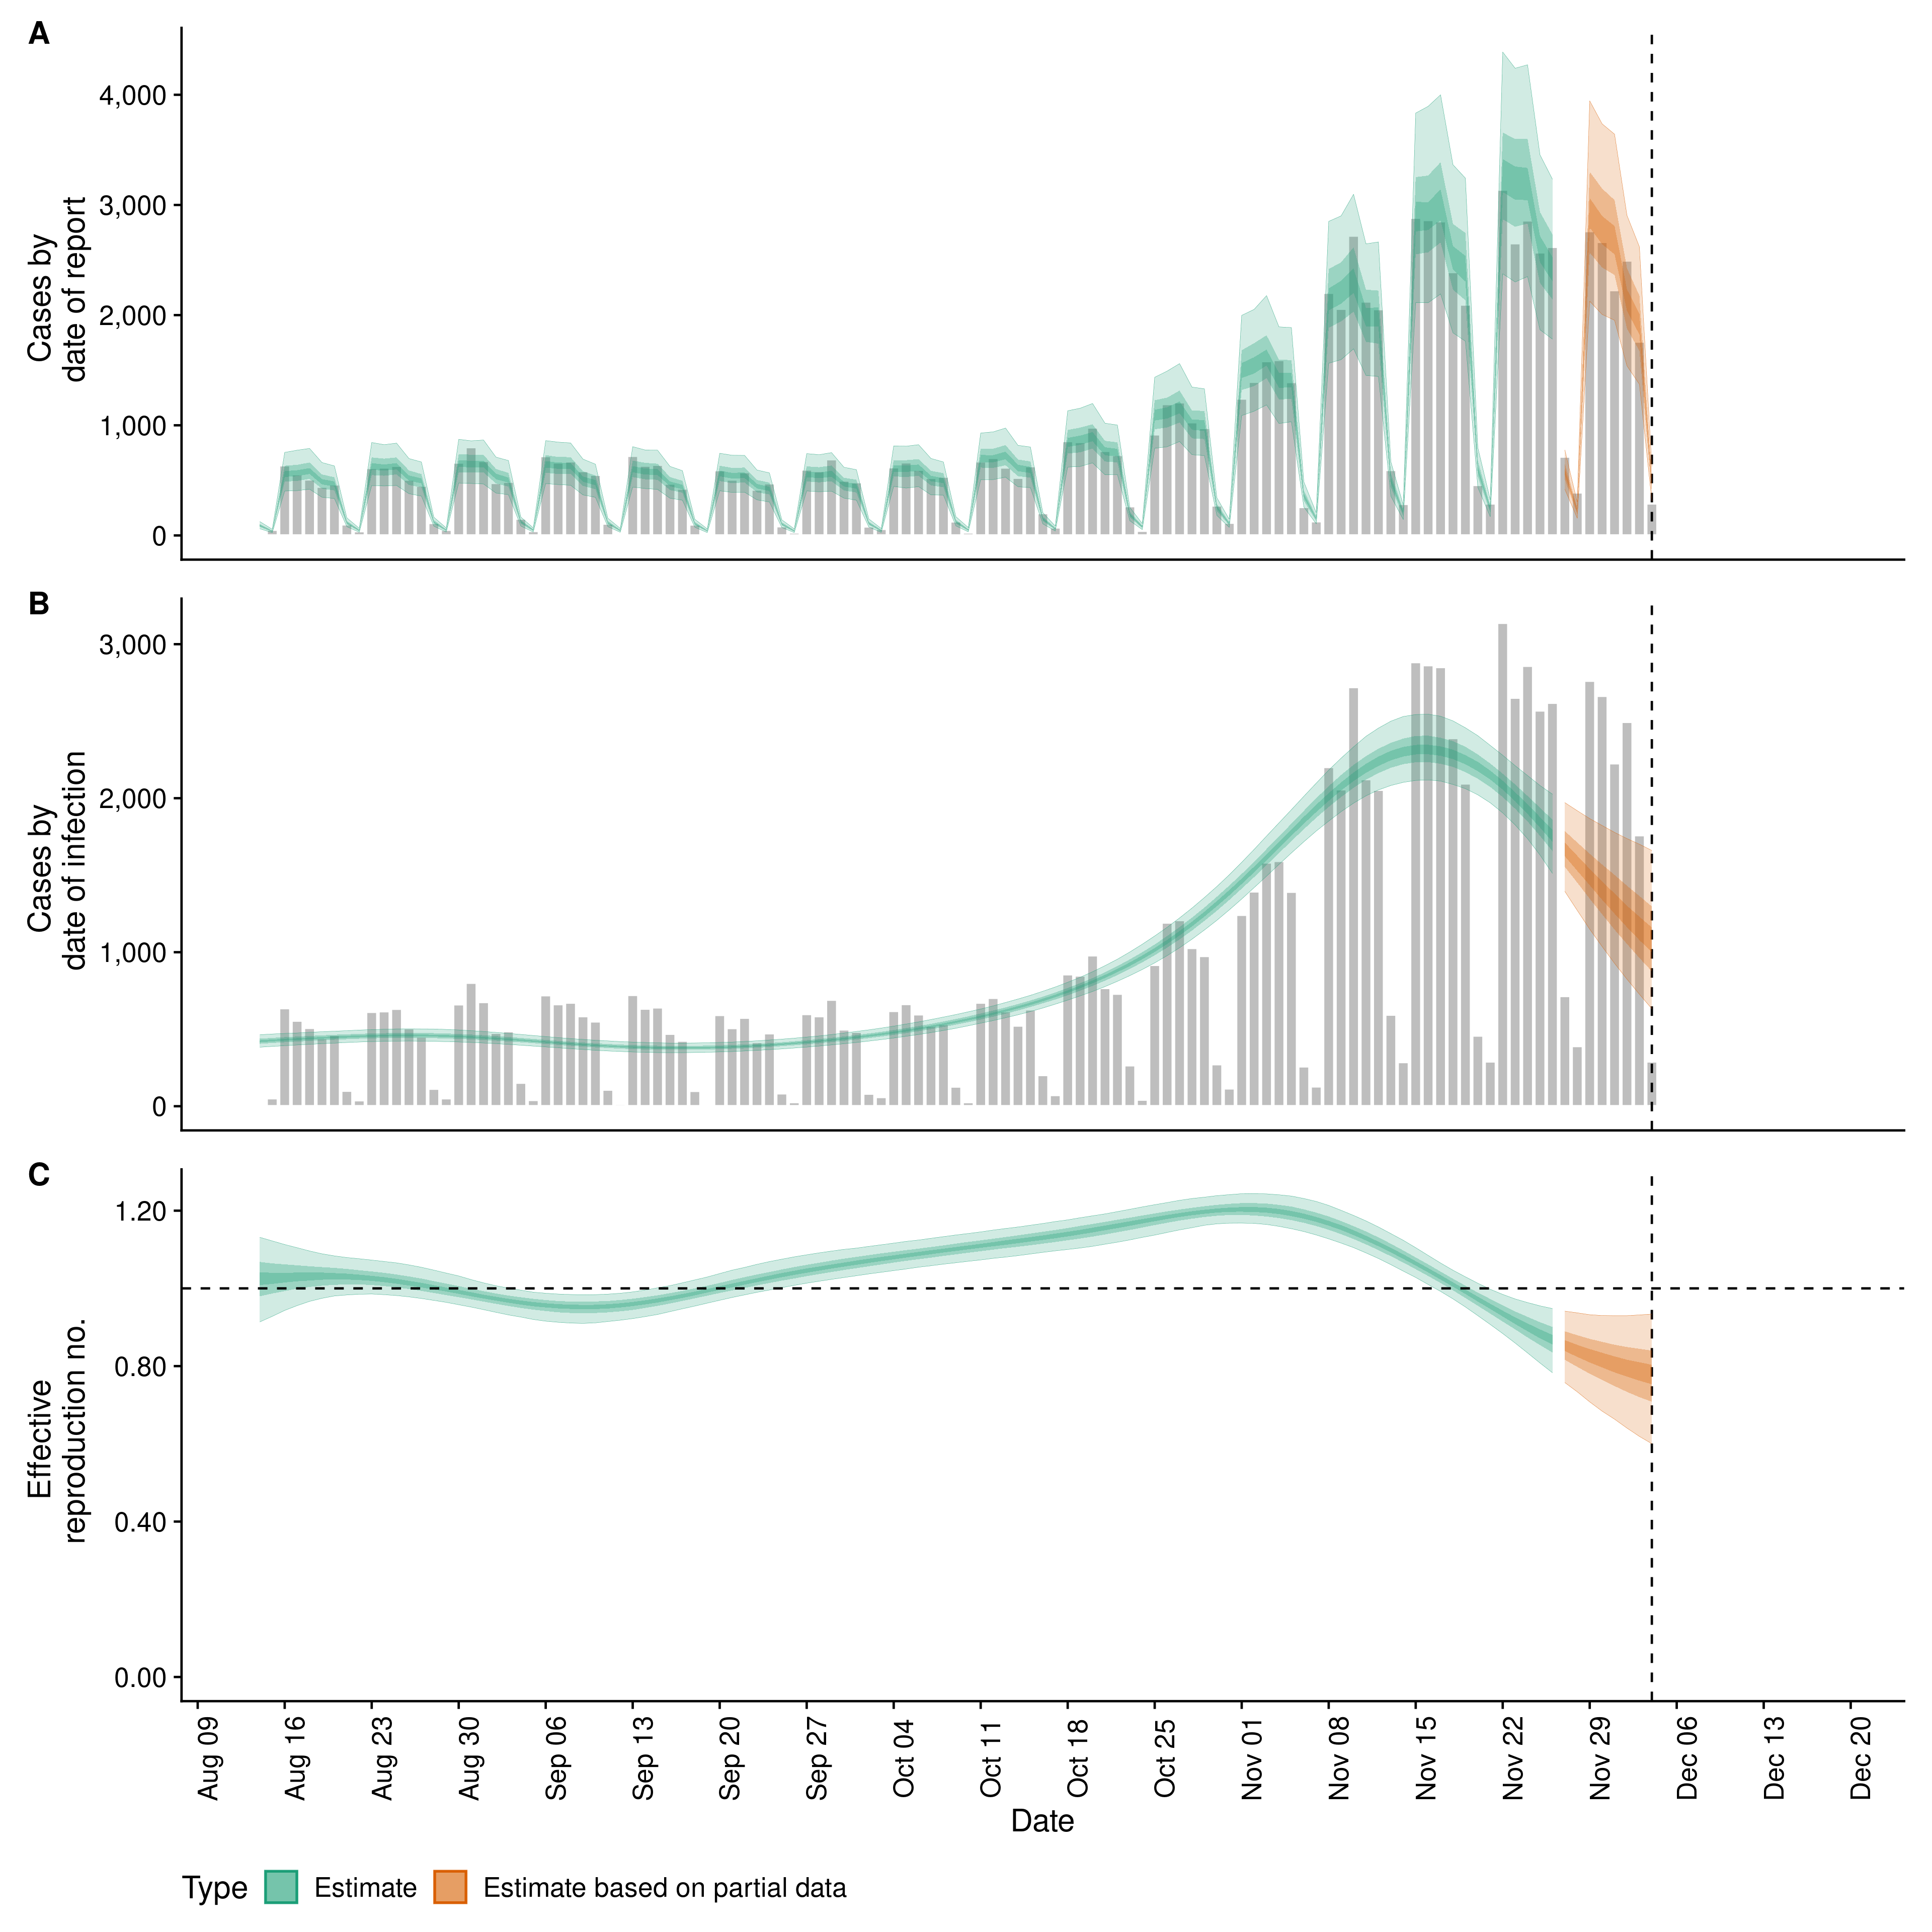 A
Cases by
date of report
4,000
3,000
2,000
1,000
0
B
Cases by
date of infection
3,000
2,000
1,000
0
C
Effective
reproduction no.
1.20
0.80
0.40
0.00
Aug 09
Aug 16
Aug 23
Aug 30
Sep 06
Sep 13
Sep 20
Sep 27
Oct 04
Oct 11
Oct 18
Oct 25
Nov 01
Nov 08
Nov 15
Nov 22
Nov 29
Dec 06
Dec 13
Dec 20
Date
Type Estimate Estimate based on partial data